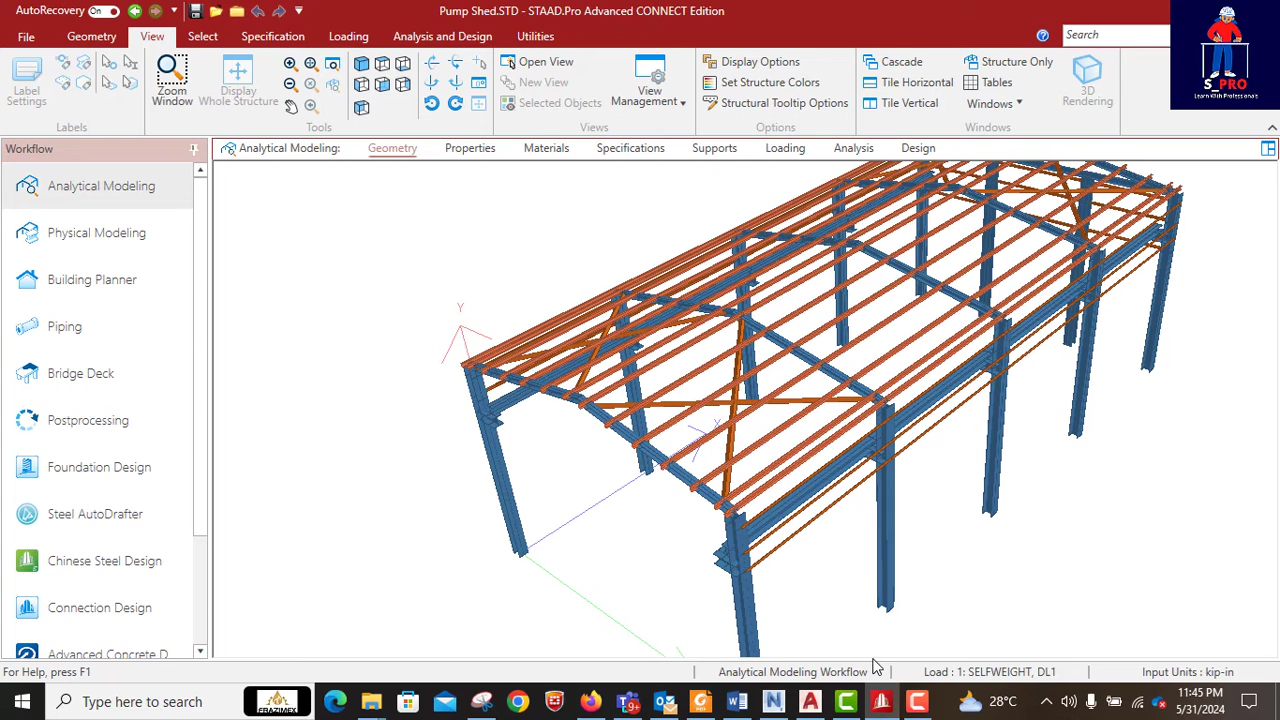 AutoRecovery On
Pump Shed.STD - STAAD.Pro Advanced CONNECT Edition
File Geometry View Select Specification Loading Analysis and Design Utilities
Search
S_PRO
Learn With Professionals
Label Settings
Labels
Zoom Window
Display Whole Structure
Tools
Open View
New View
Selected Objects
View Management
Views
Display Options
Set Structure Colors
Structural Tooltip Options
Options
Cascade
Tile Horizontal
Tile Vertical
Structure Only
Tables
Windows
Windows
3D Rendering
Workflow
Analytical Modeling: Geometry Properties Materials Specifications Supports Loading Analysis Design
Analytical Modeling
Physical Modeling
Building Planner
Piping
Bridge Deck
Postprocessing
Foundation Design
Steel AutoDrafter
Chinese Steel Design
Connection Design
Advanced Concrete D
Y
X
For Help, press F1
Analytical Modeling Workflow
Load : 1: SELFWEIGHT, DL1
Input Units : kip-in
Type here to search
FRAZIMEX
9+
28°C
11:45 PM
5/31/2024